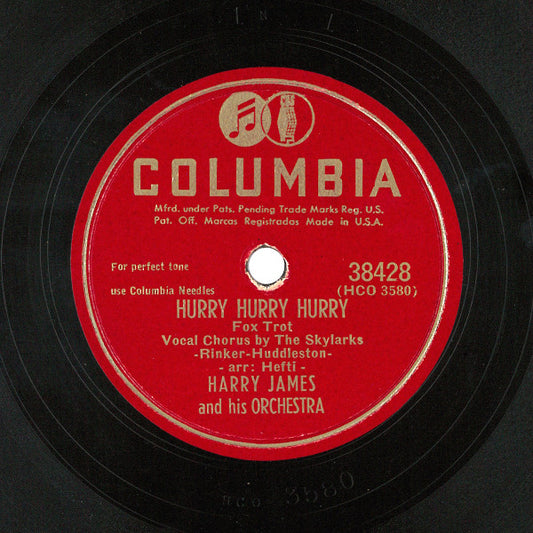 COLUMBIA
Mfrd. under Pats. Pending Trade Marks Reg. U.S.
Pat. Off. Marcas Registradas Made in U.S.A.
For perfect tone
use Columbia Needles
38428
(HCO 3580)
HURRY HURRY HURRY
Fox Trot
Vocal Chorus by The Skylarks
-Rinker-Huddleston-
- arr: Hefti -
HARRY JAMES
and his ORCHESTRA
HCO 3580